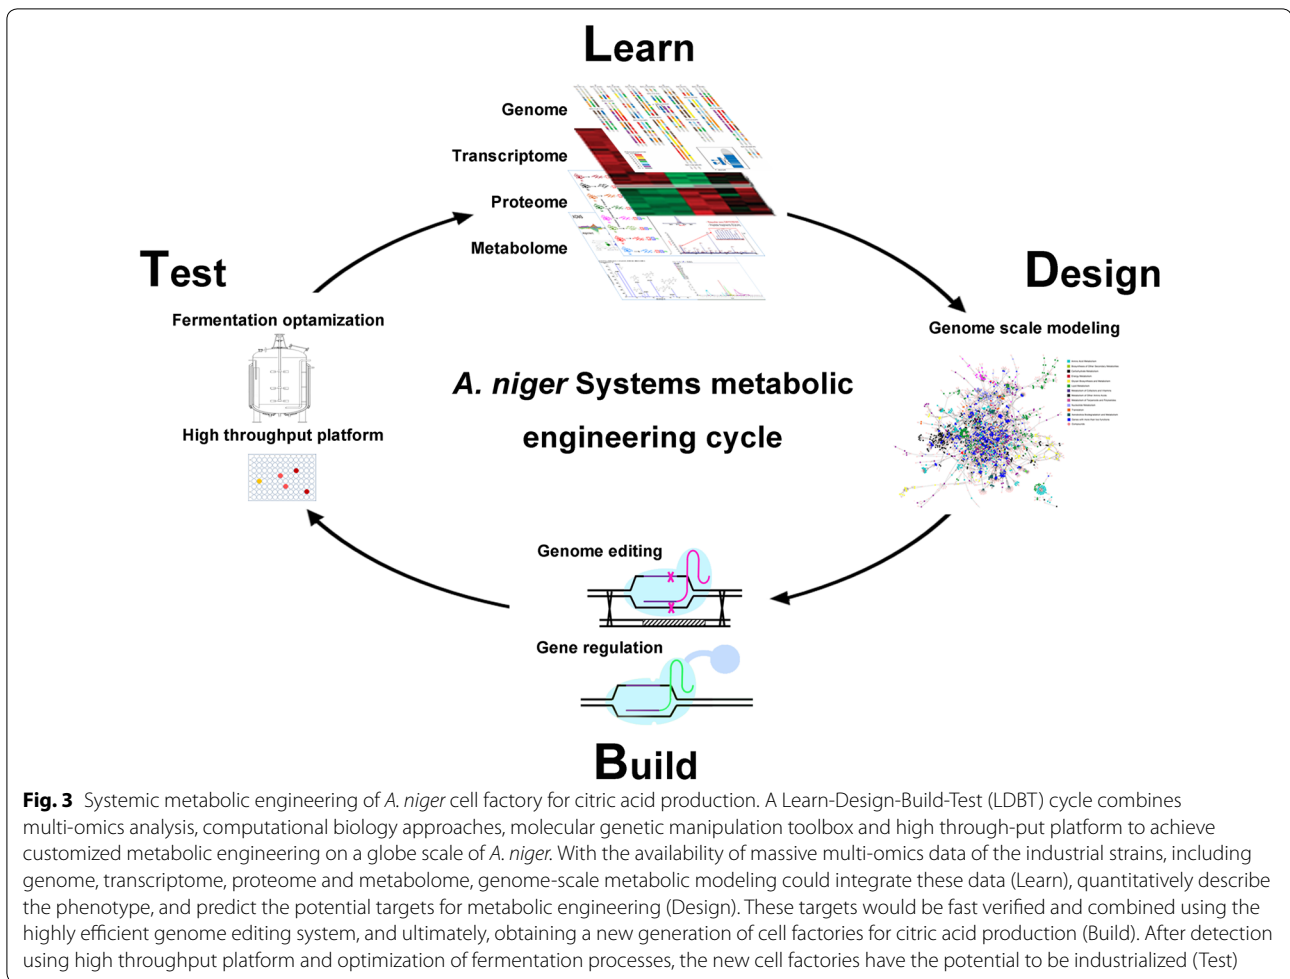 Learn
Genome
Transcriptome
Proteome
Metabolome
Test
Fermentation optamization
High throughput platform
Design
Genome scale modeling
A. niger Systems metabolic
engineering cycle
Genome editing
Gene regulation
Build
Fig. 3 Systemic metabolic engineering of A. niger cell factory for citric acid production. A Learn-Design-Build-Test (LDBT) cycle combines
multi-omics analysis, computational biology approaches, molecular genetic manipulation toolbox and high through-put platform to achieve
customized metabolic engineering on a globe scale of A. niger. With the availability of massive multi-omics data of the industrial strains, including
genome, transcriptome, proteome and metabolome, genome-scale metabolic modeling could integrate these data (Learn), quantitatively describe
the phenotype, and predict the potential targets for metabolic engineering (Design). These targets would be fast verified and combined using the
highly efficient genome editing system, and ultimately, obtaining a new generation of cell factories for citric acid production (Build). After detection
using high throughput platform and optimization of fermentation processes, the new cell factories have the potential to be industrialized (Test)